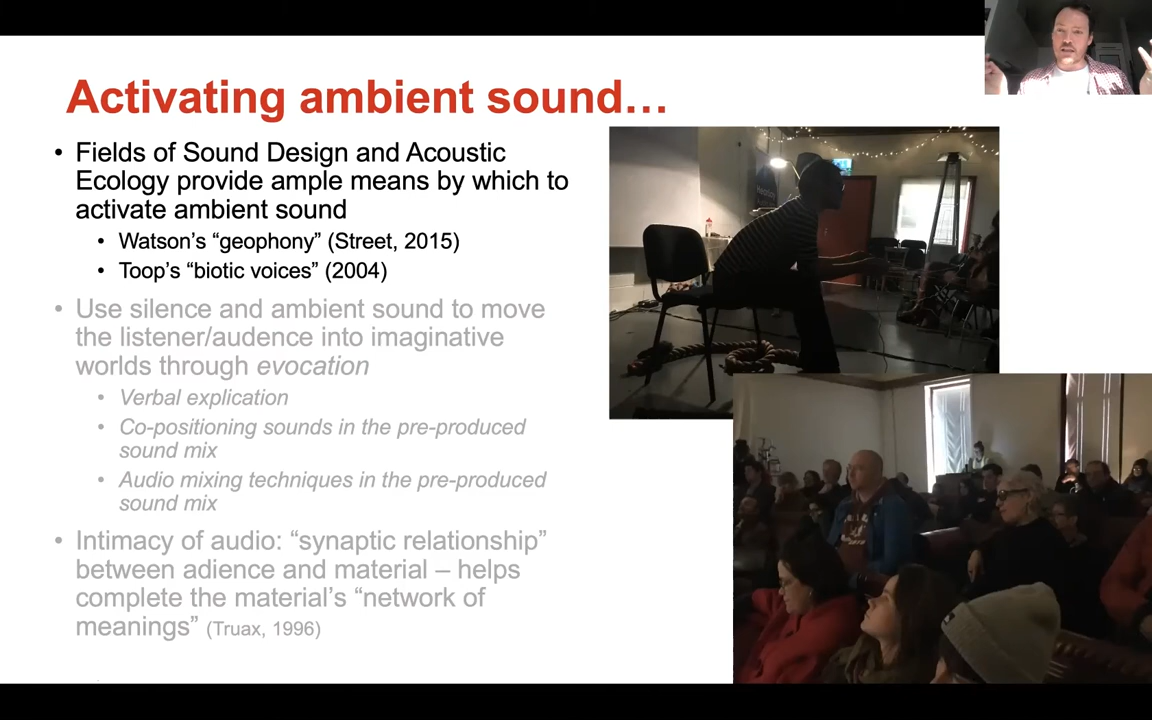 Activating ambient sound…
• Fields of Sound Design and Acoustic
Ecology provide ample means by which to
activate ambient sound
• Watson's “geophony” (Street, 2015)
• Toop's “biotic voices” (2004)
• Use silence and ambient sound to move
the listener/audence into imaginative
worlds through evocation
• Verbal explication
• Co-positioning sounds in the pre-produced
sound mix
• Audio mixing techniques in the pre-produced
sound mix
• Intimacy of audio: “synaptic relationship”
between adience and material – helps
complete the material's “network of
meanings” (Truax, 1996)